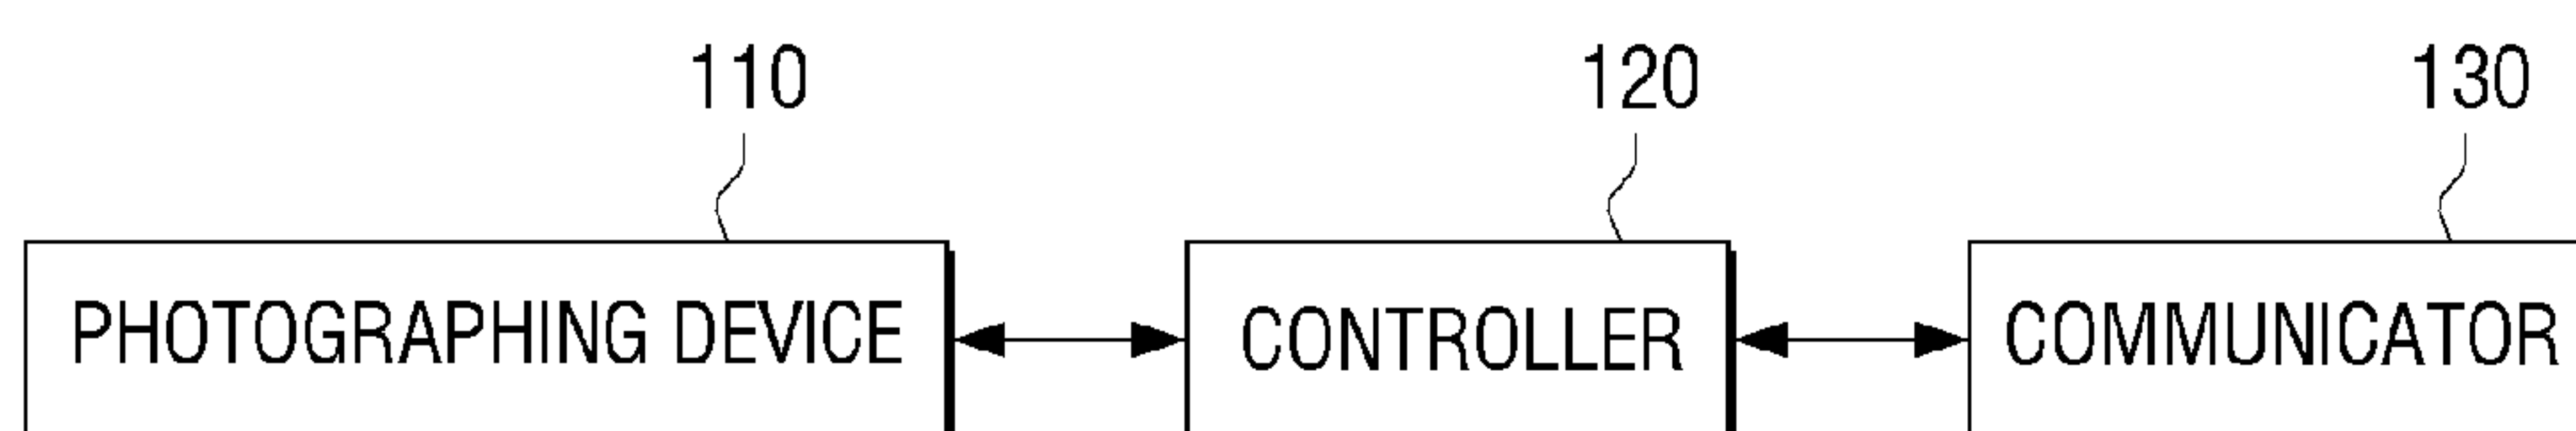 110 120 130
PHOTOGRAPHING DEVICE CONTROLLER COMMUNICATOR